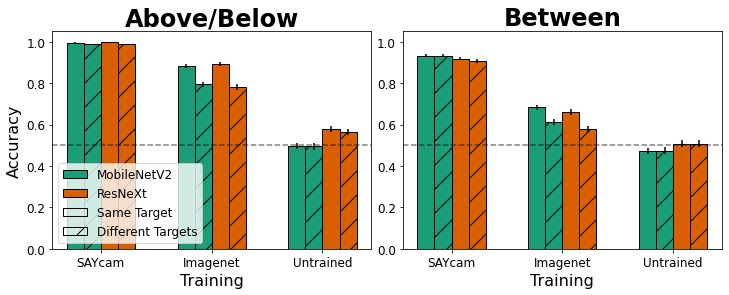 Above/Below
Between
Accuracy
1.0
0.8
0.6
0.4
0.2
0.0
MobileNetV2
ResNeXt
Same Target
Different Targets
SAYcam
Imagenet
Untrained
Training
1.0
0.8
0.6
0.4
0.2
0.0
SAYcam
Imagenet
Untrained
Training